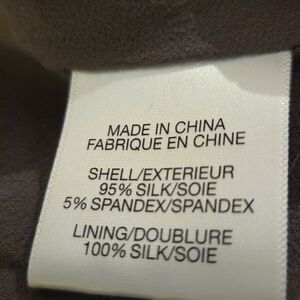 MADE IN CHINA
FABRIQUE EN CHINE
SHELL/EXTERIEUR
95% SILK/SOIE
5% SPANDEX/SPANDEX
LINING/DOUBLURE
100% SILK/SOIE